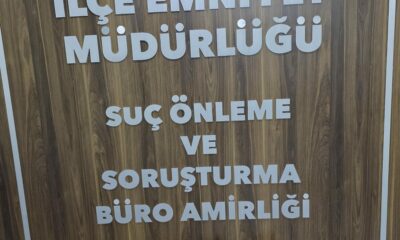 İLÇE EMNİYET
MÜDÜRLÜĞÜ
SUÇ ÖNLEME
VE
SORUŞTURMA
BÜRO AMİRLİĞİ